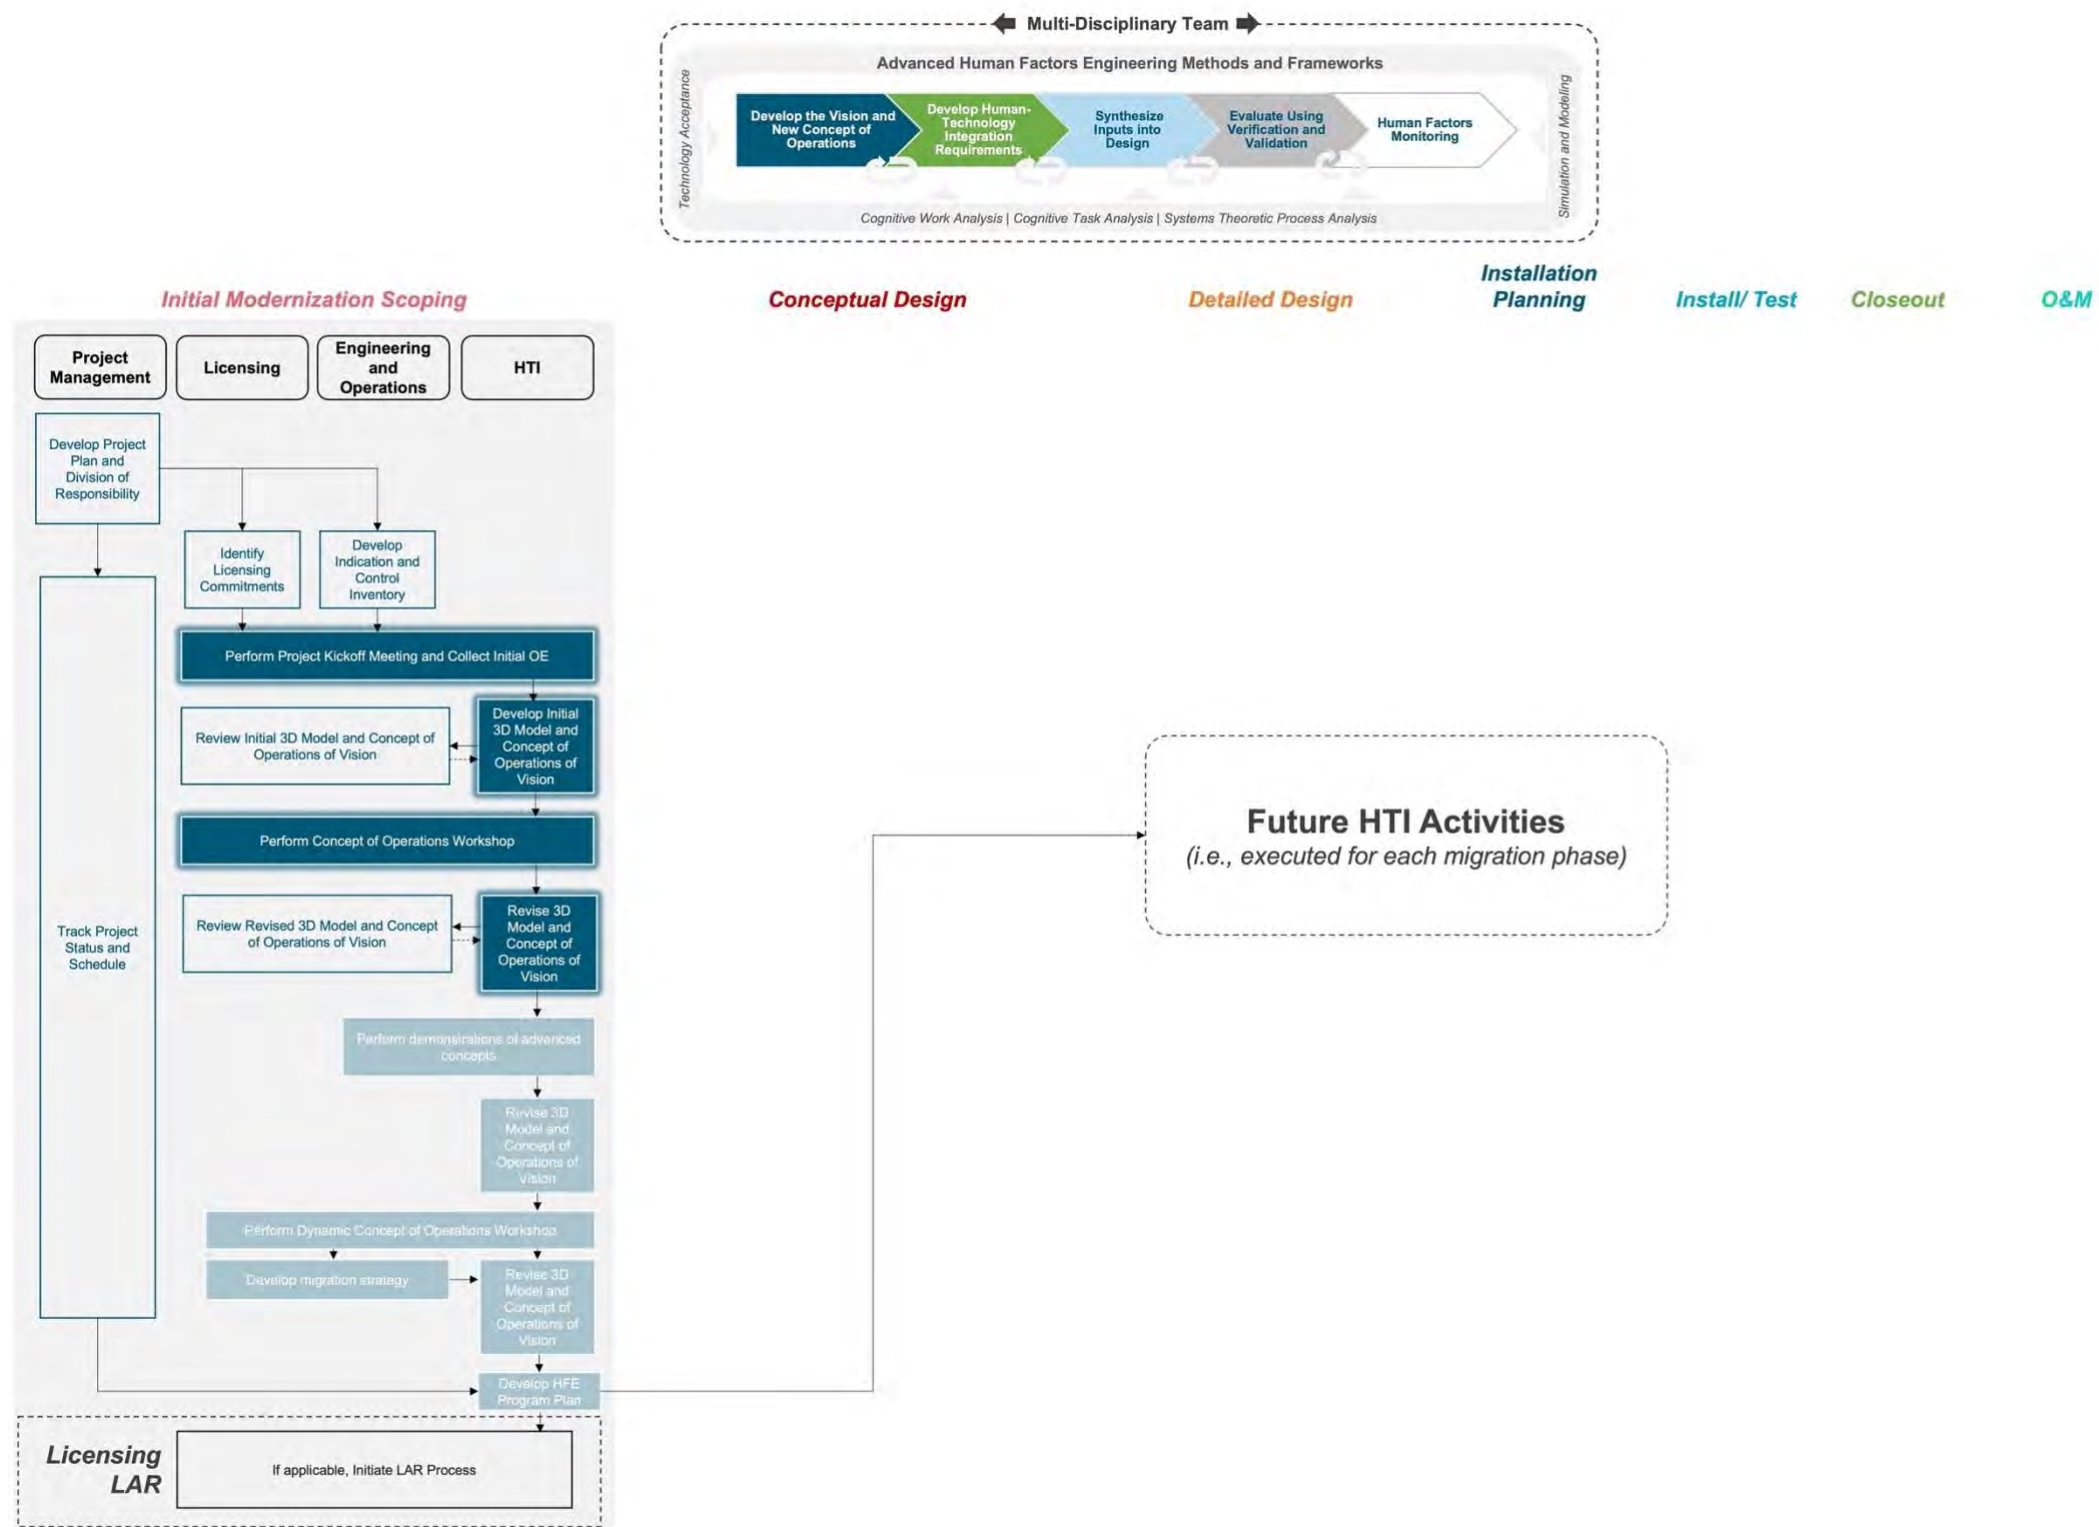 Multi-Disciplinary Team
Advanced Human Factors Engineering Methods and Frameworks
Technology Acceptance
Develop the Vision and
New Concept of
Operations
Develop Human-
Technology
Integration
Requirements
Synthesize
Inputs into
Design
Evaluate Using
Verification and
Validation
Human Factors
Monitoring
Simulation and Modeling
Cognitive Work Analysis | Cognitive Task Analysis | Systems Theoretic Process Analysis
Initial Modernization Scoping
Conceptual Design
Detailed Design
Installation
Planning
Install/ Test
Closeout
O&M
Project
Management
Licensing
Engineering
and
Operations
HTI
Develop Project
Plan and
Division of
Responsibility
Identify
Licensing
Commitments
Develop
Indication and
Control
Inventory
Perform Project Kickoff Meeting and Collect Initial OE
Review Initial 3D Model and Concept of
Operations of Vision
Develop Initial
3D Model and
Concept of
Operations of
Vision
Perform Concept of Operations Workshop
Review Revised 3D Model and Concept
of Operations of Vision
Revise 3D
Model and
Concept of
Operations of
Vision
Track Project
Status and
Schedule
Perform demonstrations of advanced
concepts
Revise 3D
Model and
Concept of
Operations of
Vision
Perform Dynamic Concept of Operations Workshop
Develop migration strategy
Revise 3D
Model and
Concept of
Operations of
Vision
Develop HFE
Program Plan
Licensing
LAR
If applicable, Initiate LAR Process
Future HTI Activities
(i.e., executed for each migration phase)